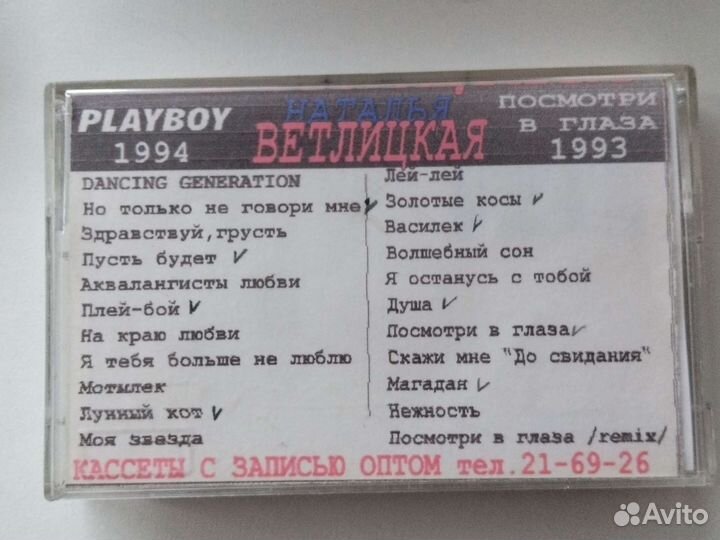 PLAYBOY
1994
НАТАЛЬЯ
ВЕТЛИЦКАЯ
ПОСМОТРИ
В ГЛАЗА
1993
DANCING GENERATION
Но только не говори мне
Здравствуй,грусть
Пусть будет
Аквалангисты любви
Плей-бой
На краю любви
Я тебя больше не люблю
Мотылек
Лунный кот
Моя звезда
Лей-лей
Золотые косы
Василек
Волшебный сон
Я останусь с тобой
Душа
Посмотри в глаза
Скажи мне "До свидания"
Магадан
Нежность
Посмотри в глаза /remix/
КАССЕТЫ С ЗАПИСЬЮ ОПТОМ тел.21-69-26
Avito